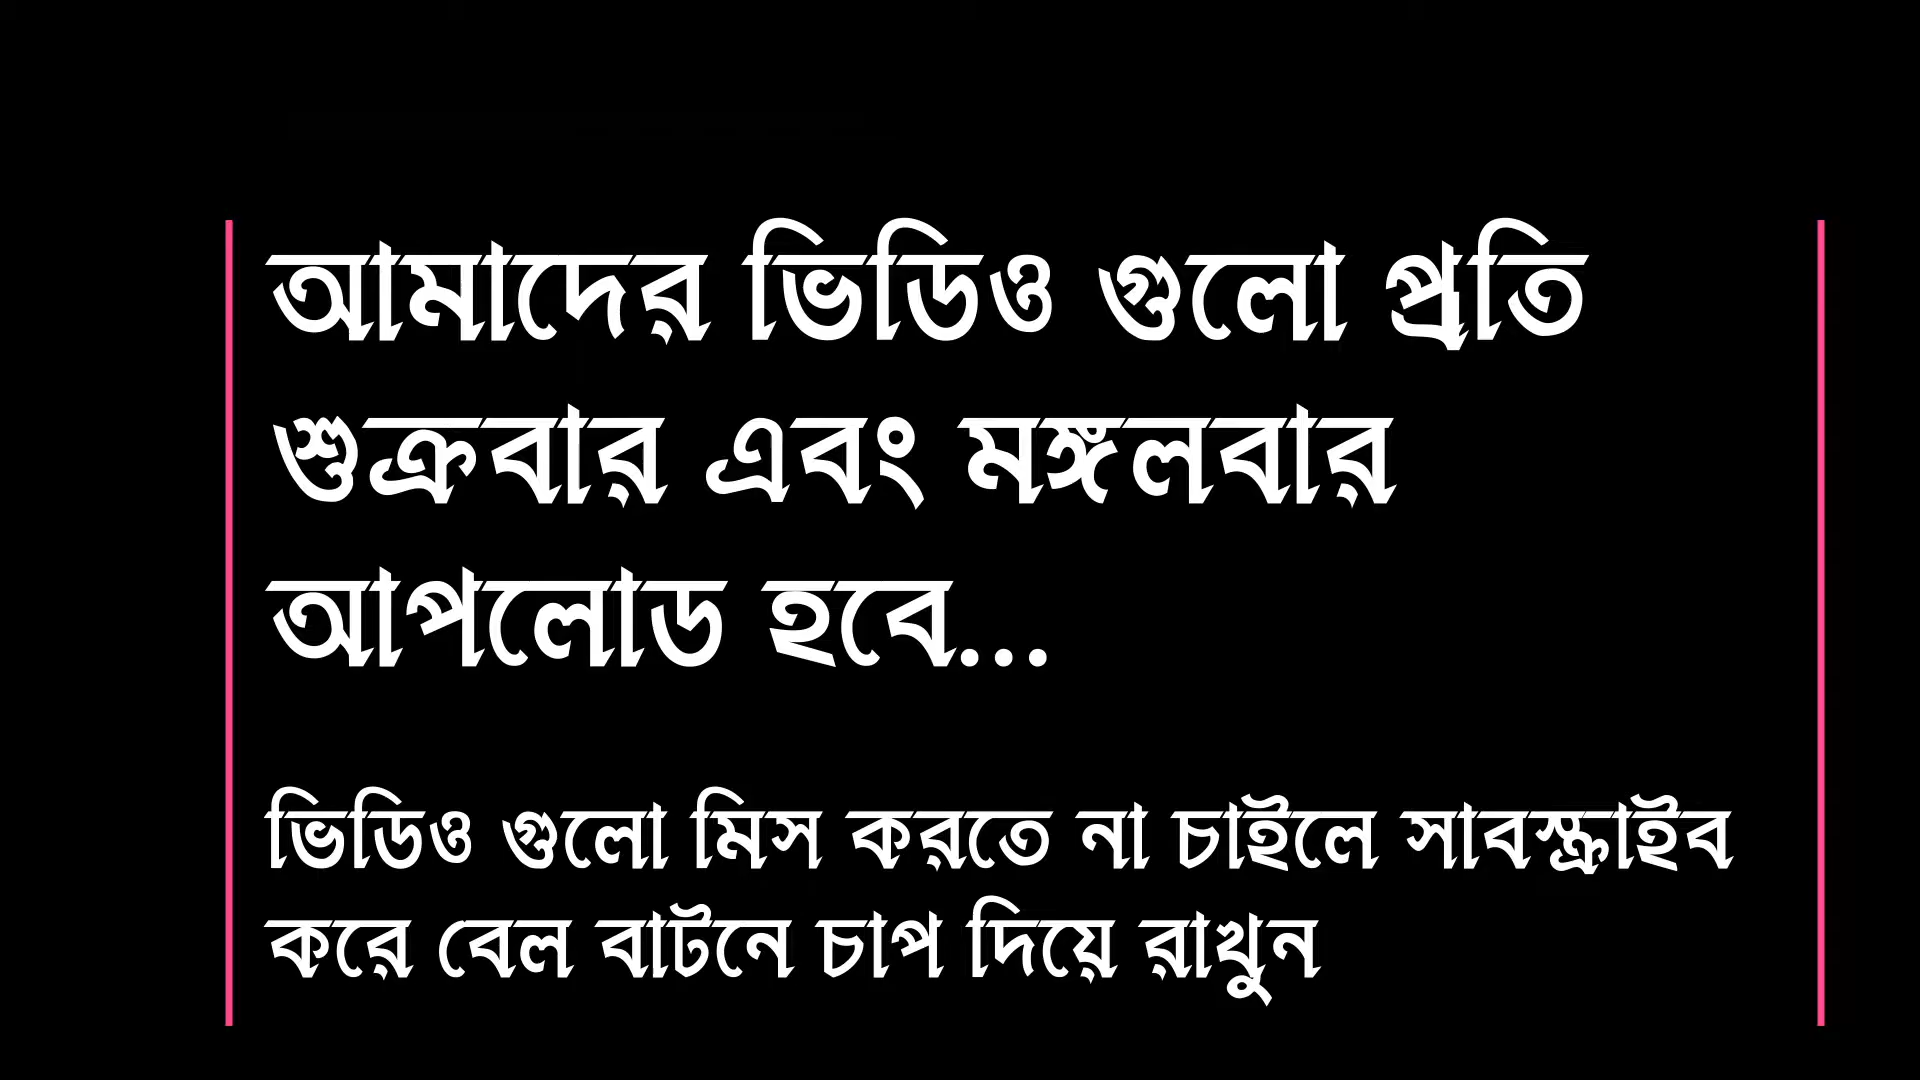 আমাদের ভিডিও গুলো প্রতি
শুক্রবার এবং মঙ্গলবার
আপলোড হবে...
ভিডিও গুলো মিস করতে না চাইলে সাবস্ক্রাইব
করে বেল বাটনে চাপ দিয়ে রাখুন